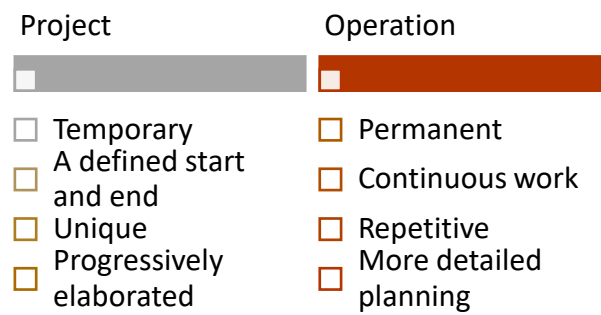 Project
Temporary
A defined start
and end
Unique
Progressively
elaborated
Operation
Permanent
Continuous work
Repetitive
More detailed
planning